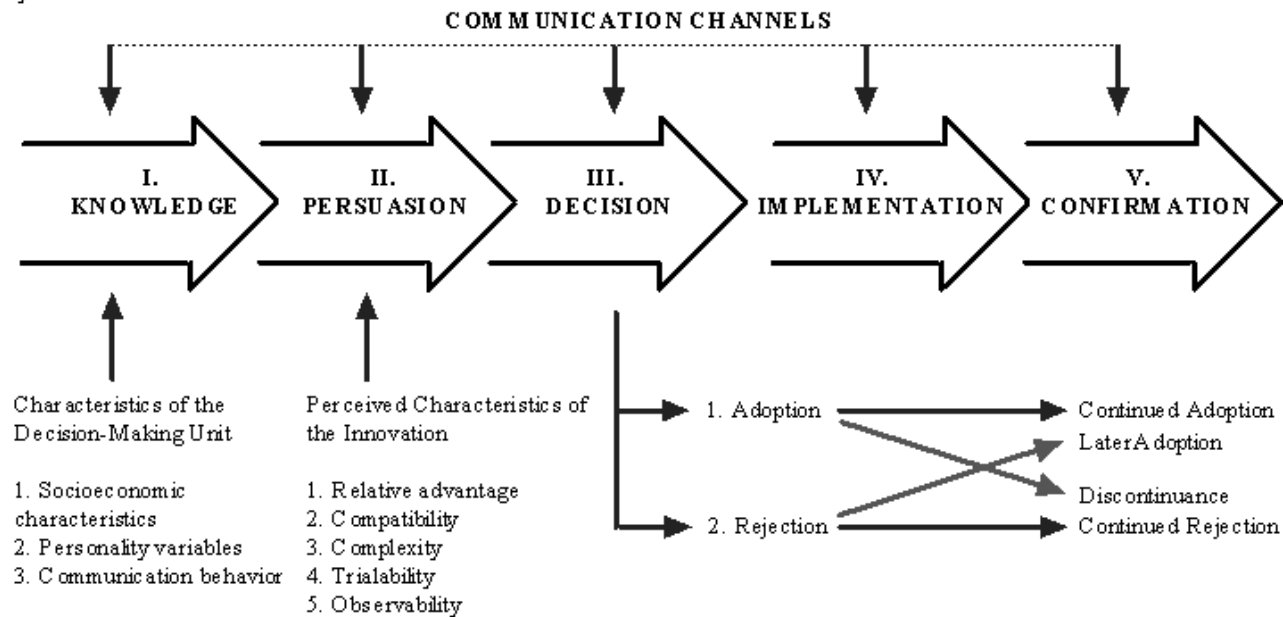 COMMUNICATION CHANNELS
I.
KNOWLEDGE
II.
PERSUASION
III.
DECISION
IV.
IMPLEMENTATION
V.
CONFIRMATION
Characteristics of the
Decision-Making Unit
1. Socioeconomic
characteristics
2. Personality variables
3. Communication behavior
Perceived Characteristics of
the Innovation
1. Relative advantage
2. Compatibility
3. Complexity
4. Trialability
5. Observability
1. Adoption
2. Rejection
Continued Adoption
Later Adoption
Discontinuance
Continued Rejection